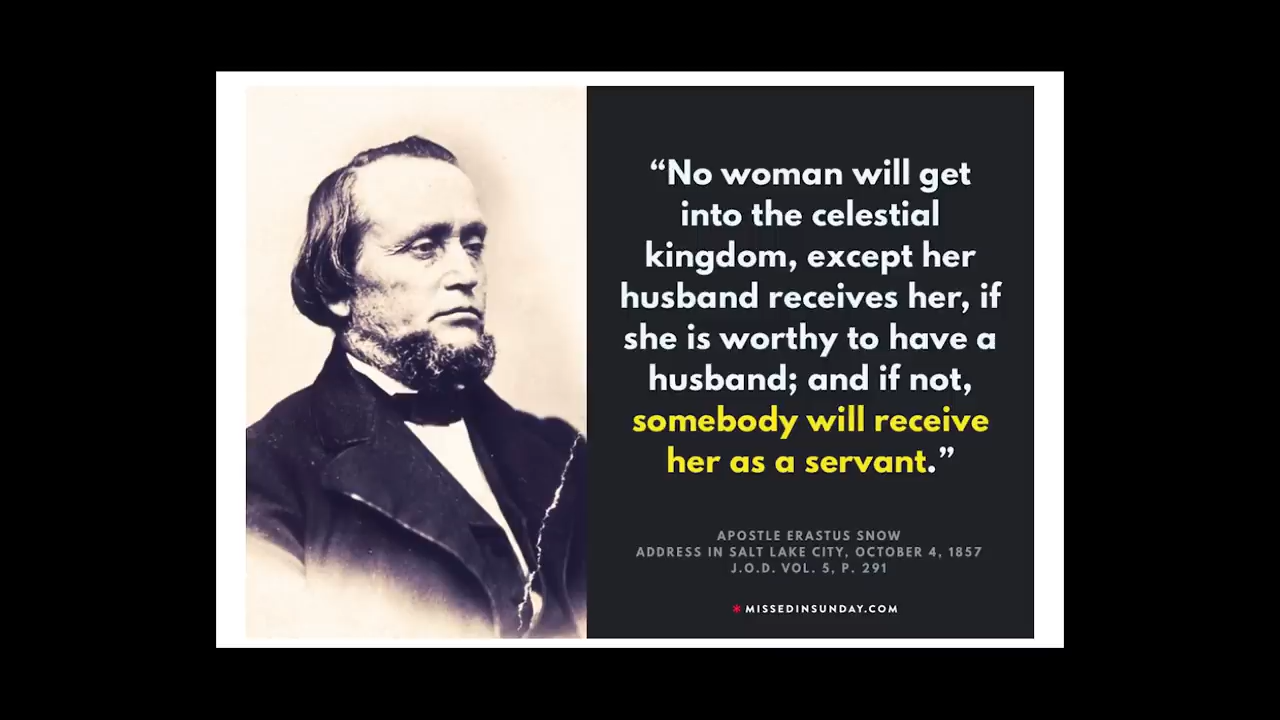 “No woman will get
into the celestial
kingdom, except her
husband receives her, if
she is worthy to have a
husband; and if not,
somebody will receive
her as a servant.”
APOSTLE ERASTUS SNOW
ADDRESS IN SALT LAKE CITY, OCTOBER 4, 1857
J.O.D. VOL. 5, P. 291
* MISSEDINSUNDAY.COM